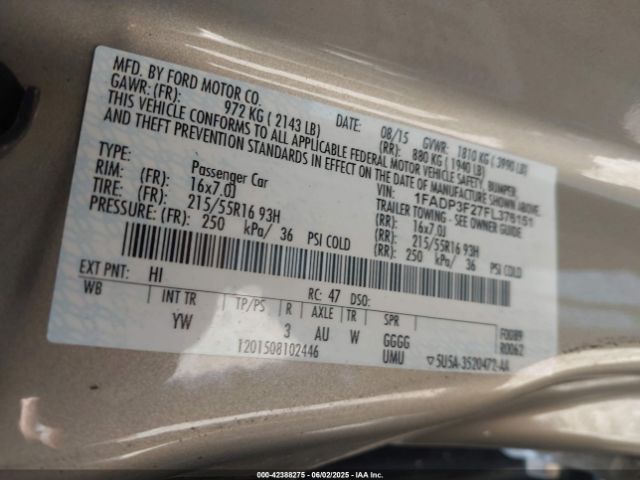 MFD. BY FORD MOTOR CO.
DATE: 08/15 GVWR: 1810 KG ( 3990 LB)
GAWR: (FR): 972 KG ( 2143 LB) (RR): 880 KG ( 1940 LB)
THIS VEHICLE CONFORMS TO ALL APPLICABLE FEDERAL MOTOR VEHICLE SAFETY, BUMPER,
AND THEFT PREVENTION STANDARDS IN EFFECT ON THE DATE OF MANUFACTURE SHOWN ABOVE.
VIN: 1FADP3F27FL378151
TYPE: Passenger Car TRAILER TOWING - SEE OWNERS GUIDE
RIM: (FR): 16x7.0J (RR): 16x7.0J
TIRE: (FR): 215/55R16 93H (RR): 215/55R16 93H
PRESSURE: (FR): 250 kPa/ 36 PSI COLD (RR): 250 kPa/ 36 PSI COLD
EXT PNT: HI RC: 47 DSO:
WB INT TR TP/PS R AXLE TR SPR
YW 3 AU W GGGG F0089
UMU R0062
T201508102446 ▽5U5A-3520472-AA
000-42388275 - 06/02/2025 - IAA Inc.